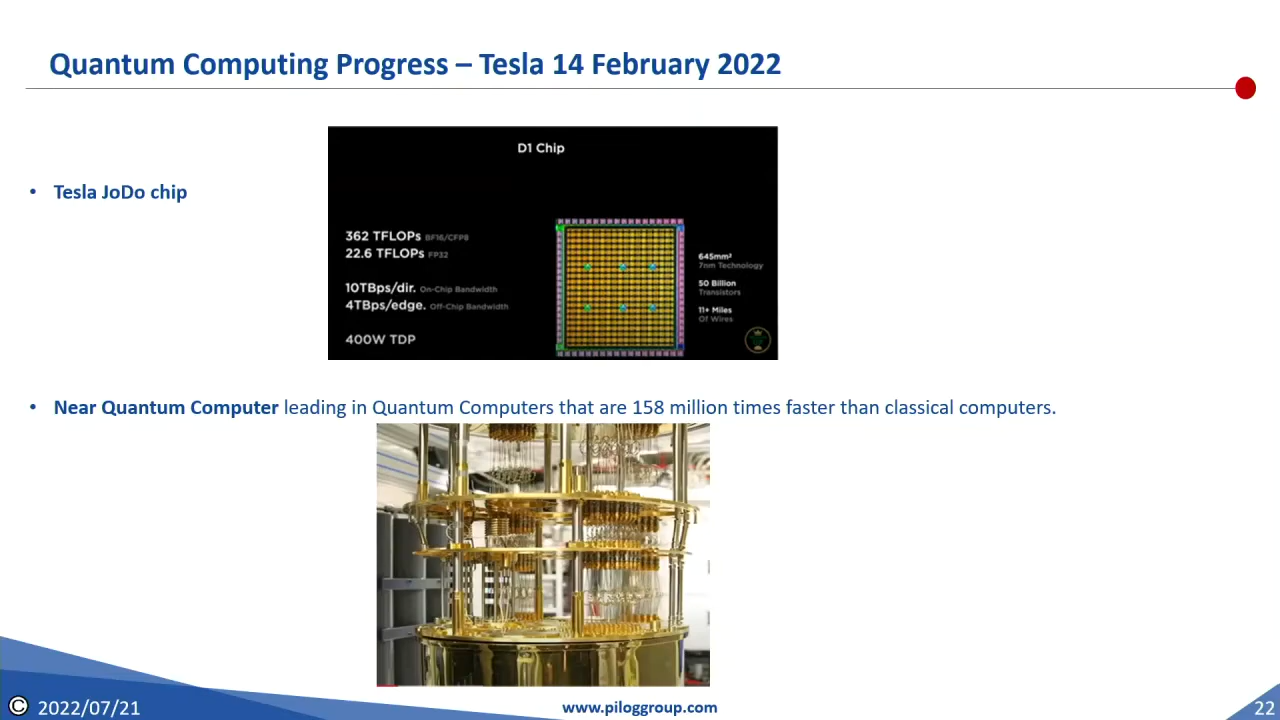 Quantum Computing Progress – Tesla 14 February 2022
D1 Chip
• Tesla JoDo chip
362 TFLOPs BF16/CFP8
22.6 TFLOPs FP32
10TBps/dir. On-Chip Bandwidth
4TBps/edge. Off-Chip Bandwidth
400W TDP
645mm²
7nm Technology
50 Billion
Transistors
11+ Miles
Of Wires
• Near Quantum Computer leading in Quantum Computers that are 158 million times faster than classical computers.
© 2022/07/21
www.piloggroup.com
22